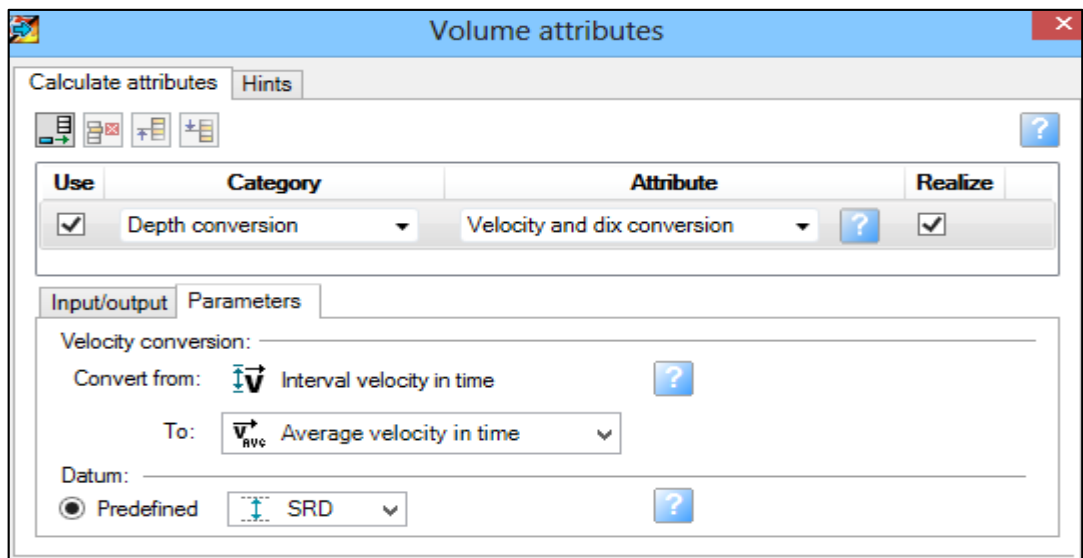 Volume attributes
Calculate attributes Hints
?
Use Category Attribute Realize
Depth conversion Velocity and dix conversion ?
Input/output Parameters
Velocity conversion:
Convert from: V Interval velocity in time ?
To: V AVG Average velocity in time
Datum:
Predefined SRD ?